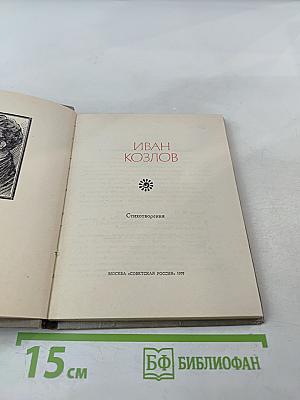 ИВАН
КОЗЛОВ
Стихотворения
МОСКВА «СОВЕТСКАЯ РОССИЯ» 1979
15 см
БФ БИБЛИОФАН